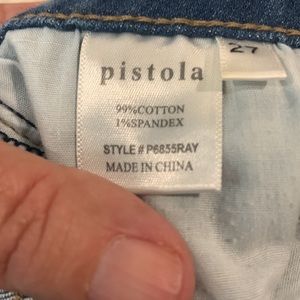 pistola
27
99%COTTON
1%SPANDEX
STYLE # P6855RAY
MADE IN CHINA